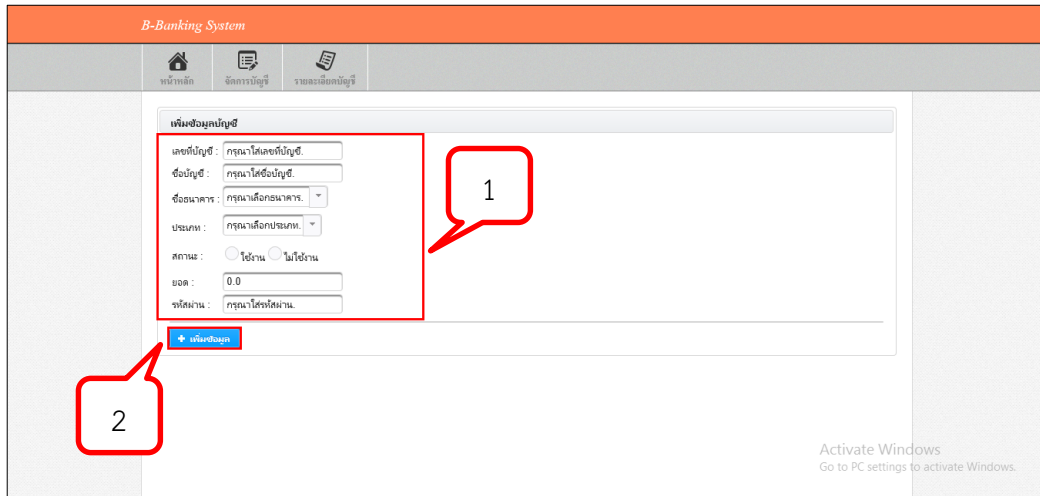 B-Banking System
หน้าหลัก จัดการบัญชี รายละเอียดบัญชี
เพิ่มข้อมูลบัญชี
เลขที่บัญชี : กรุณาใส่เลขที่บัญชี.
ชื่อบัญชี : กรุณาใส่ชื่อบัญชี.
ชื่อธนาคาร : กรุณาเลือกธนาคาร.
ประเภท : กรุณาเลือกประเภท.
สถานะ : ใช้งาน ไม่ใช้งาน
ยอด : 0.0
รหัสผ่าน : กรุณาใส่รหัสผ่าน.
+ เพิ่มข้อมูล
1
2
Activate Windows
Go to PC settings to activate Windows.